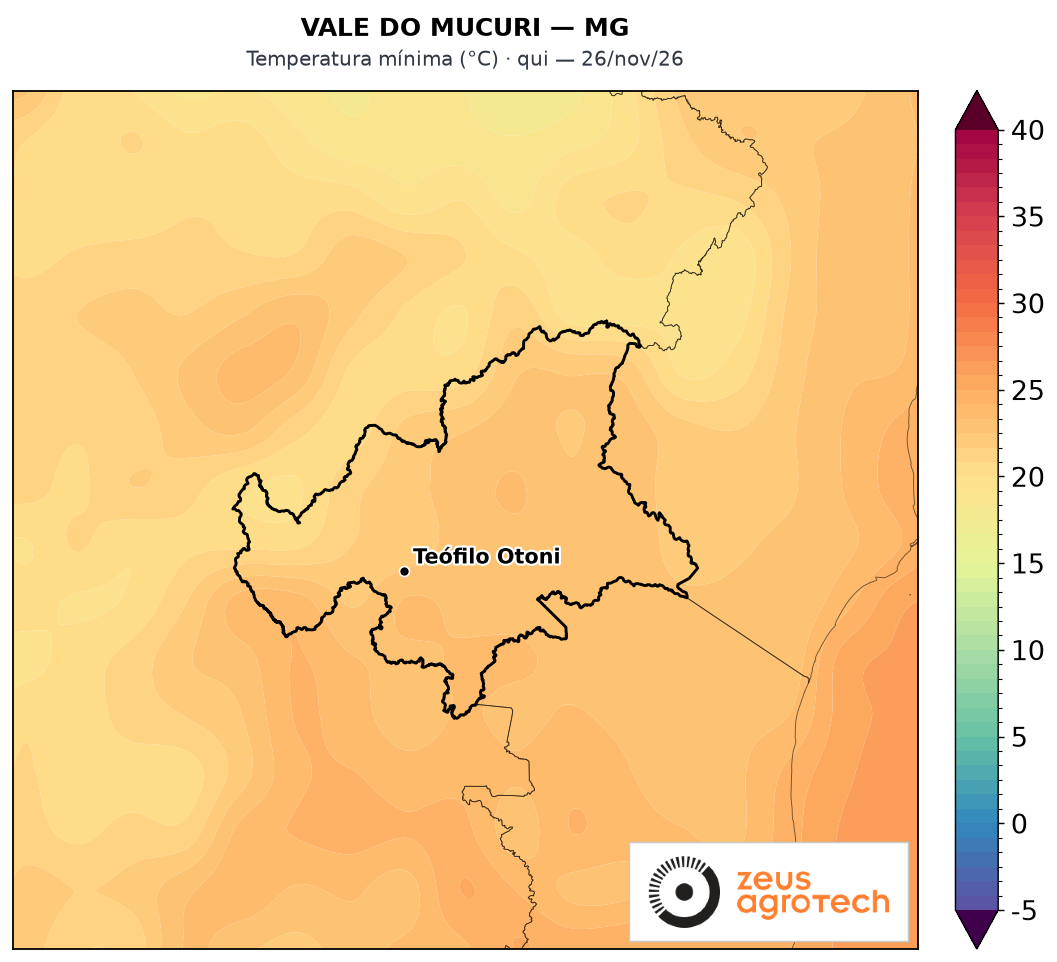 VALE DO MUCURI — MG
Temperatura mínima (°C) · qui — 26/nov/26
40
35
30
25
20
15
10
5
0
-5
Teófilo Otoni
zeus
agrotech